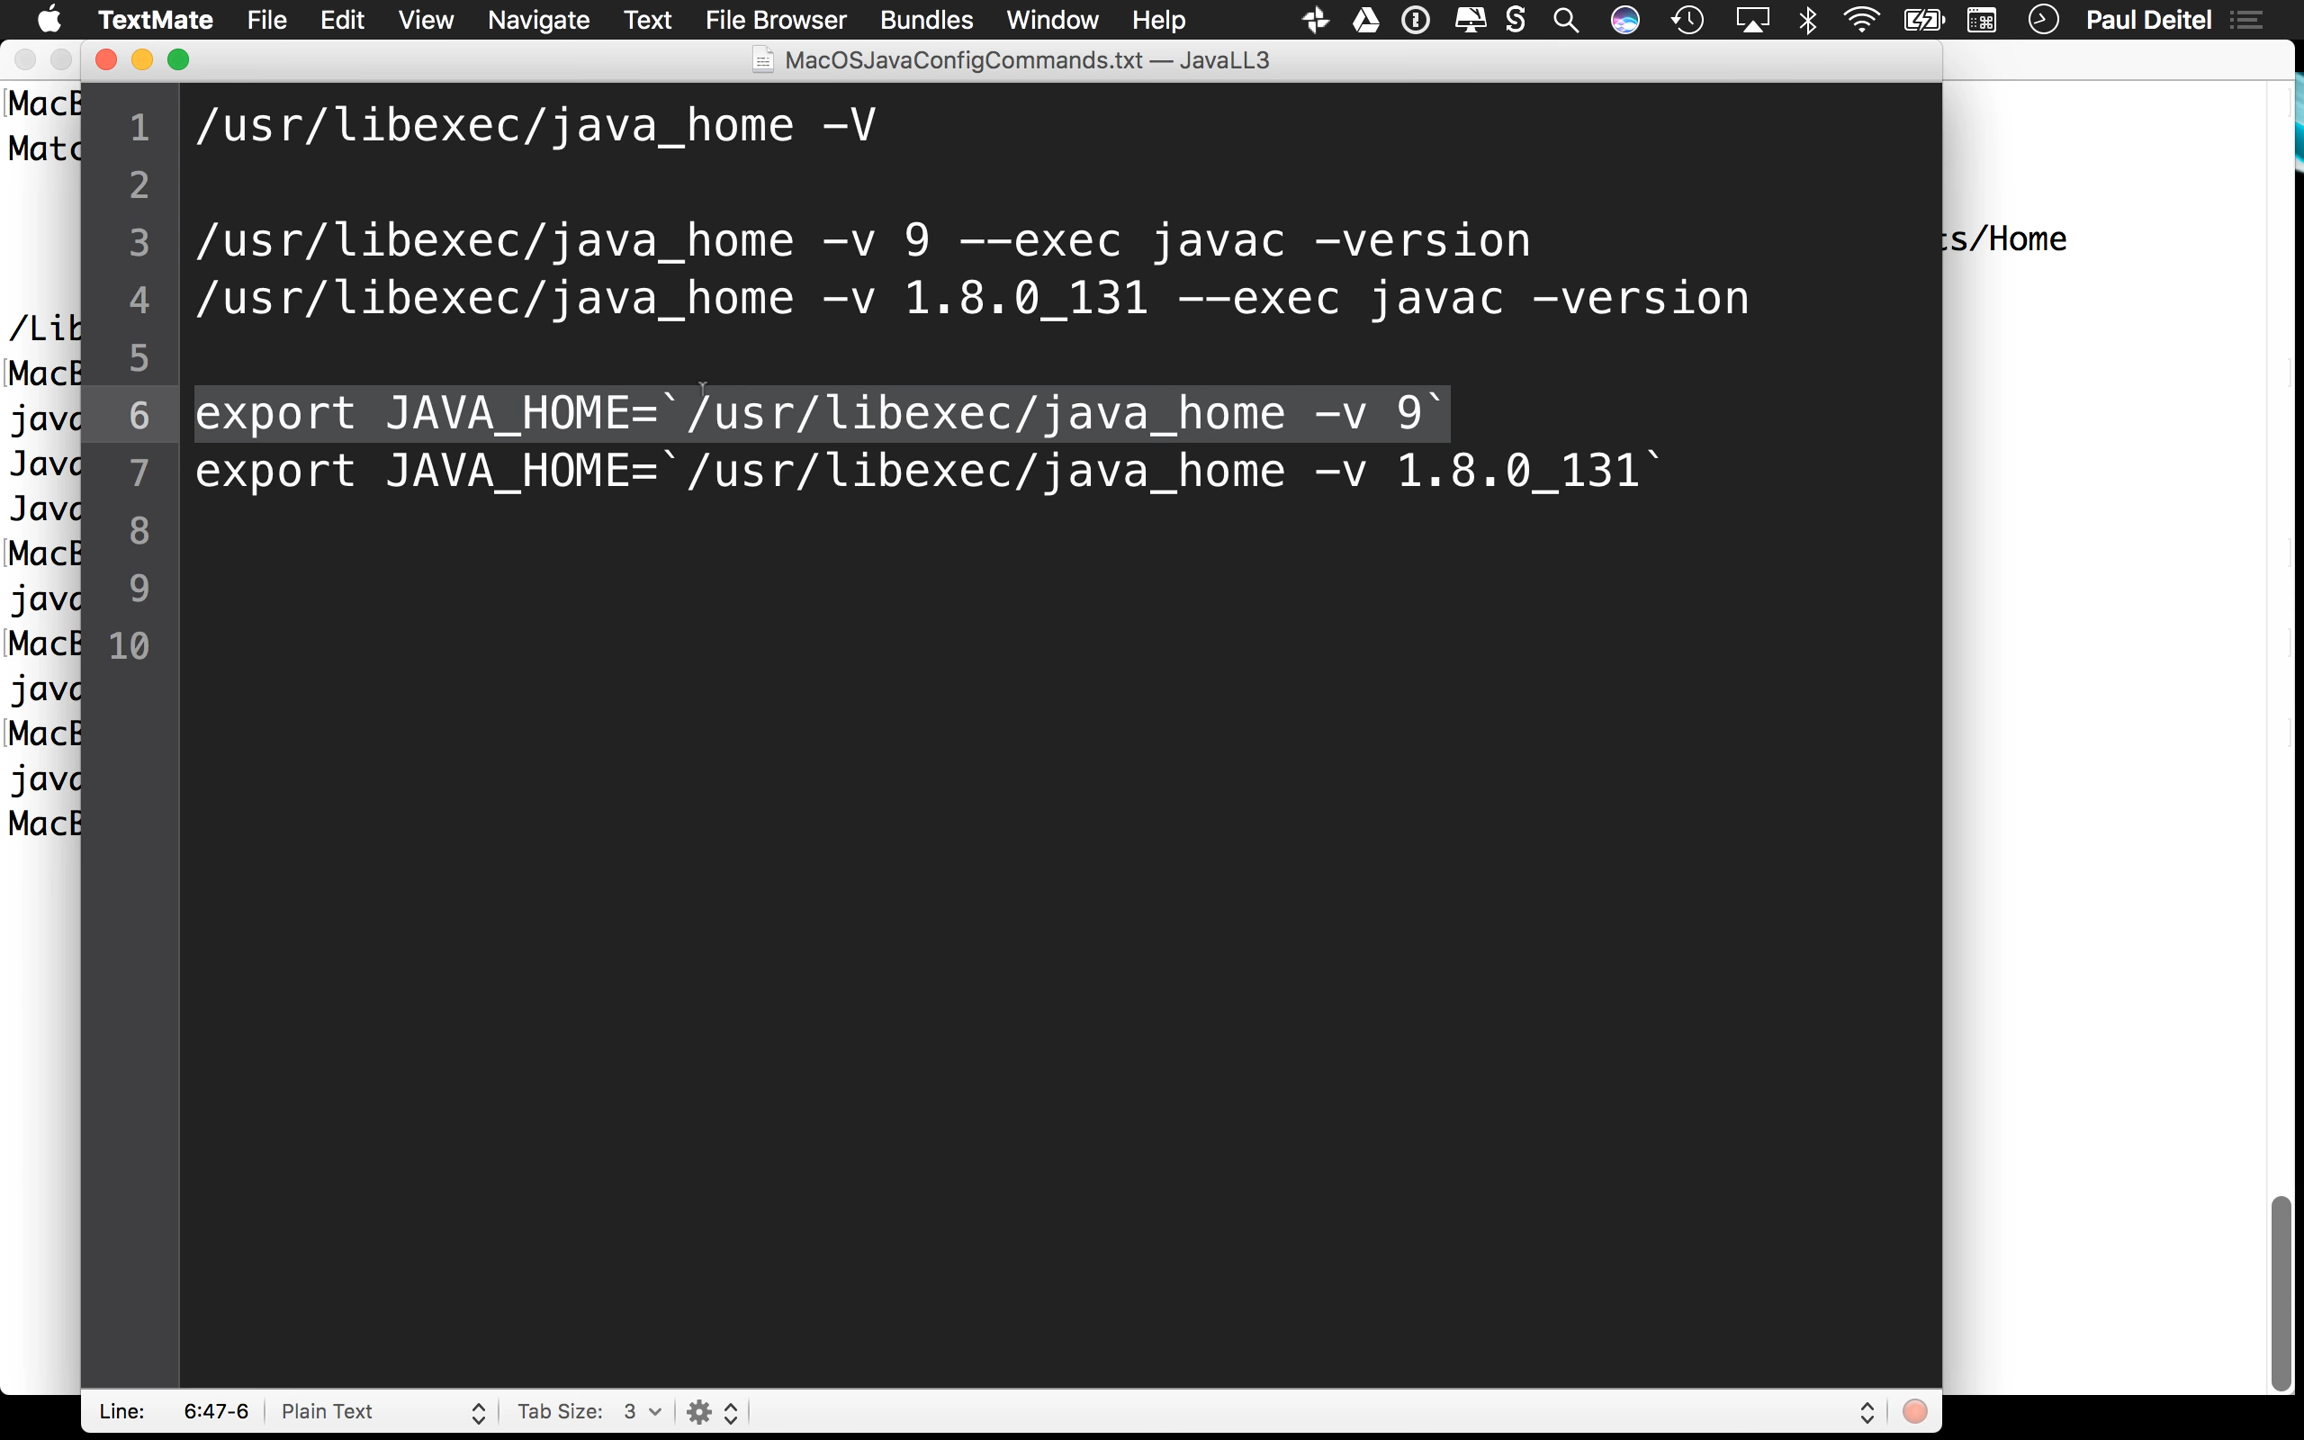 TextMate File Edit View Navigate Text File Browser Bundles Window Help Paul Deitel
MacOSJavaConfigCommands.txt — JavaLL3
1 /usr/libexec/java_home -V
2
3 /usr/libexec/java_home -v 9 --exec javac -version
4 /usr/libexec/java_home -v 1.8.0_131 --exec javac -version
5
6 export JAVA_HOME=`/usr/libexec/java_home -v 9`
7 export JAVA_HOME=`/usr/libexec/java_home -v 1.8.0_131`
8
9
10
/Home
Line: 6:47-6 Plain Text Tab Size: 3